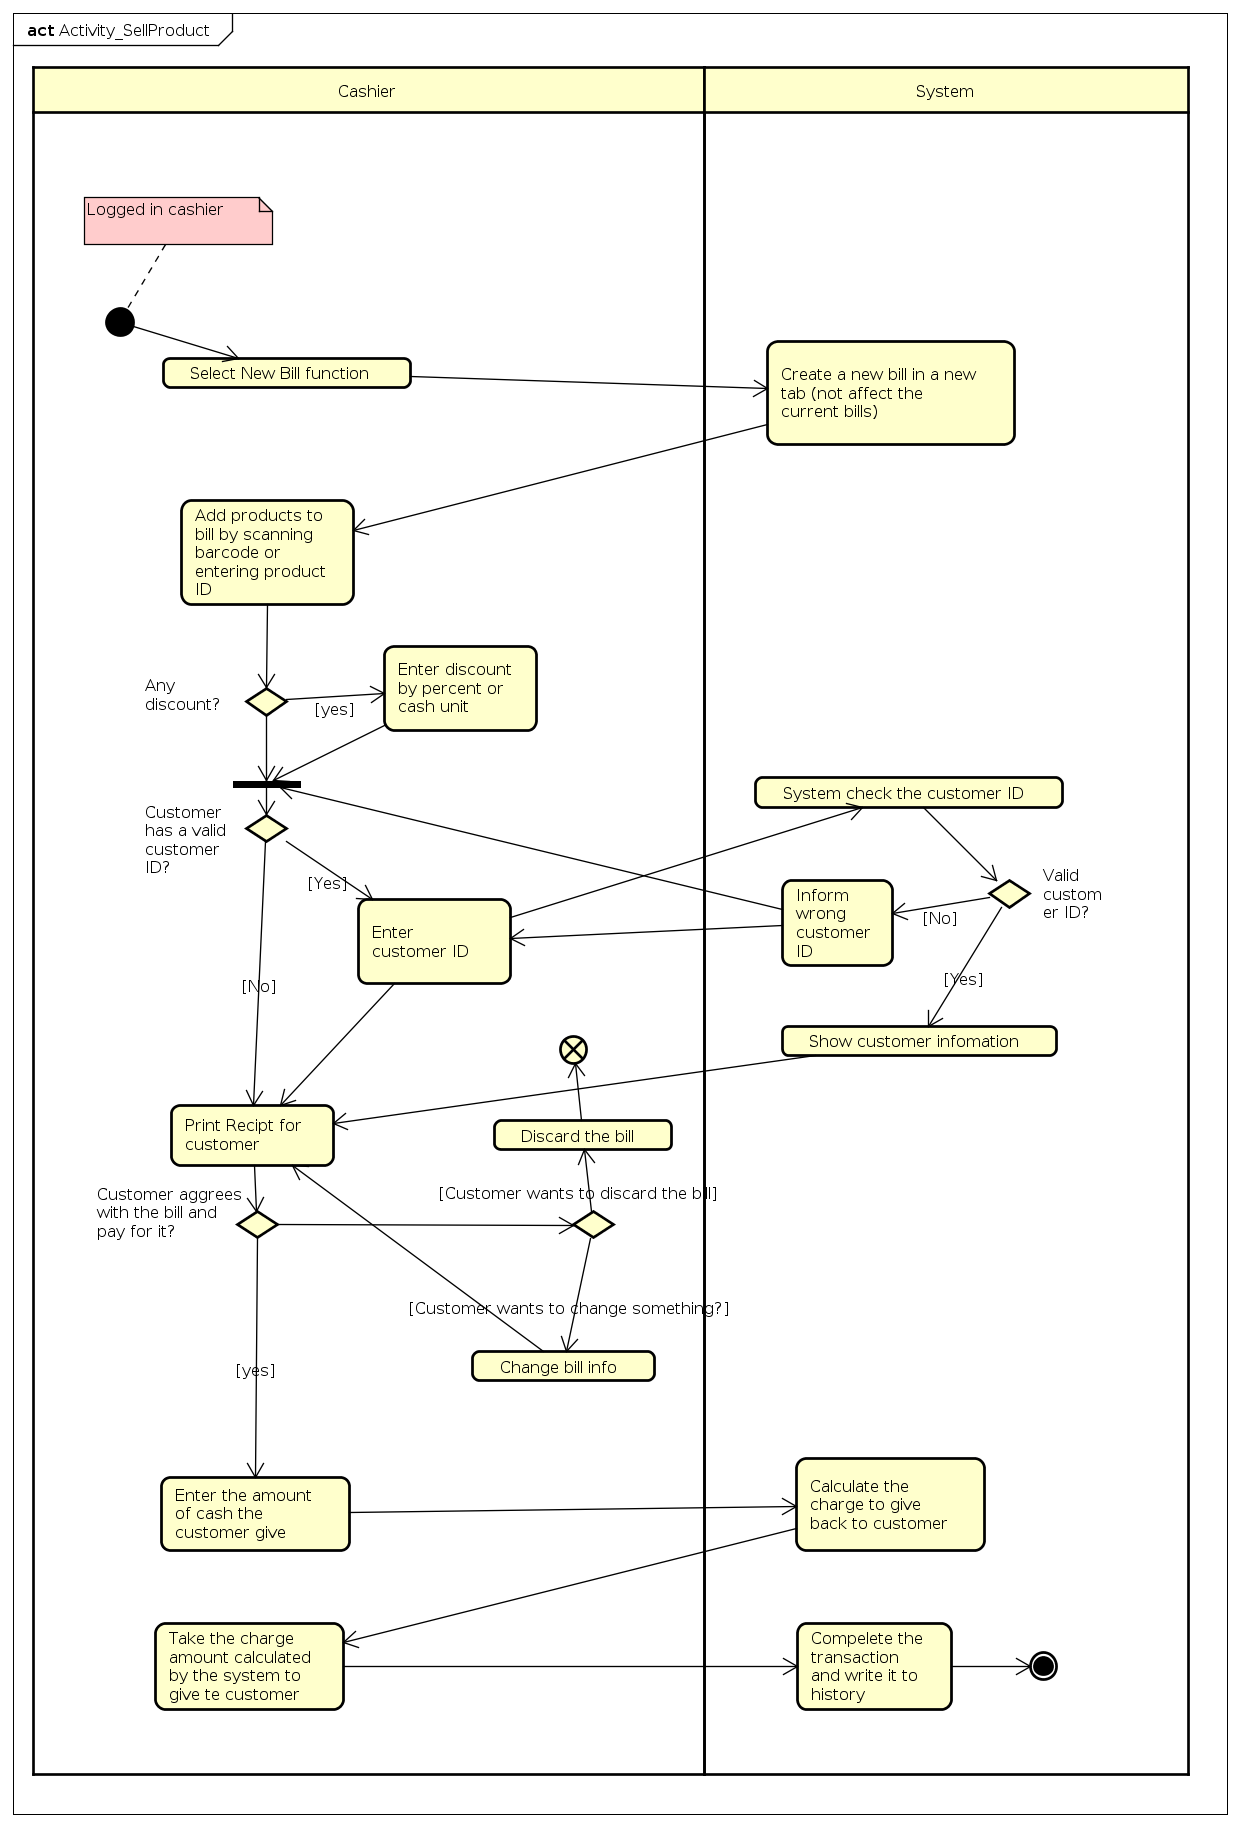 act Activity_SellProduct
Cashier
System
Logged in cashier
Select New Bill function
Create a new bill in a new
tab (not affect the
current bills)
Add products to
bill by scanning
barcode or
entering product
ID
Any
discount?
[yes]
Enter discount
by percent or
cash unit
Customer
has a valid
customer
ID?
[Yes]
System check the customer ID
Valid
custom
er ID?
[No]
Inform
wrong
customer
ID
Enter
customer ID
[No]
[Yes]
Show customer infomation
Print Recipt for
customer
Discard the bill
[Customer wants to discard the bill]
Customer aggrees
with the bill and
pay for it?
[Customer wants to change something?]
Change bill info
[yes]
Enter the amount
of cash the
customer give
Calculate the
charge to give
back to customer
Take the charge
amount calculated
by the system to
give te customer
Compelete the
transaction
and write it to
history